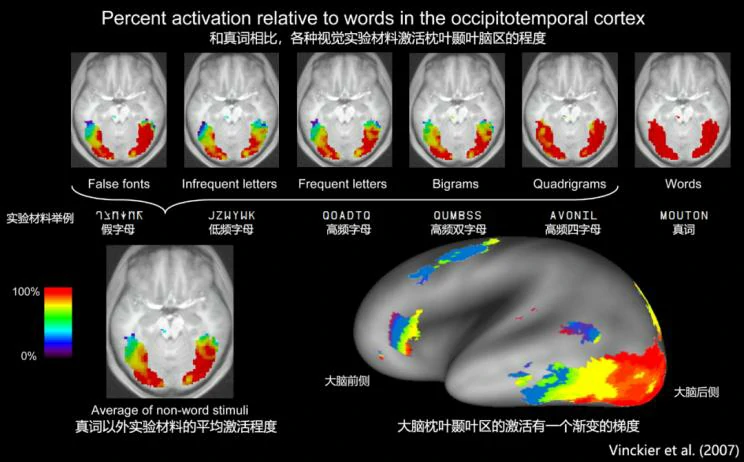 Percent activation relative to words in the occipitotemporal cortex
和真词相比，各种视觉实验材料激活枕叶颞叶脑区的程度
False fonts
Infrequent letters
Frequent letters
Bigrams
Quadrigrams
Words
实验材料举例
JZWYWK
QOADTQ
QUMBSS
AVONIL
MOUTON
假字母
低频字母
高频字母
高频双字母
高频四字母
真词
100%
0%
大脑前侧
大脑后侧
Average of non-word stimuli
真词以外实验材料的平均激活程度
大脑枕叶颞叶区的激活有一个渐变的梯度
Vinckier et al. (2007)